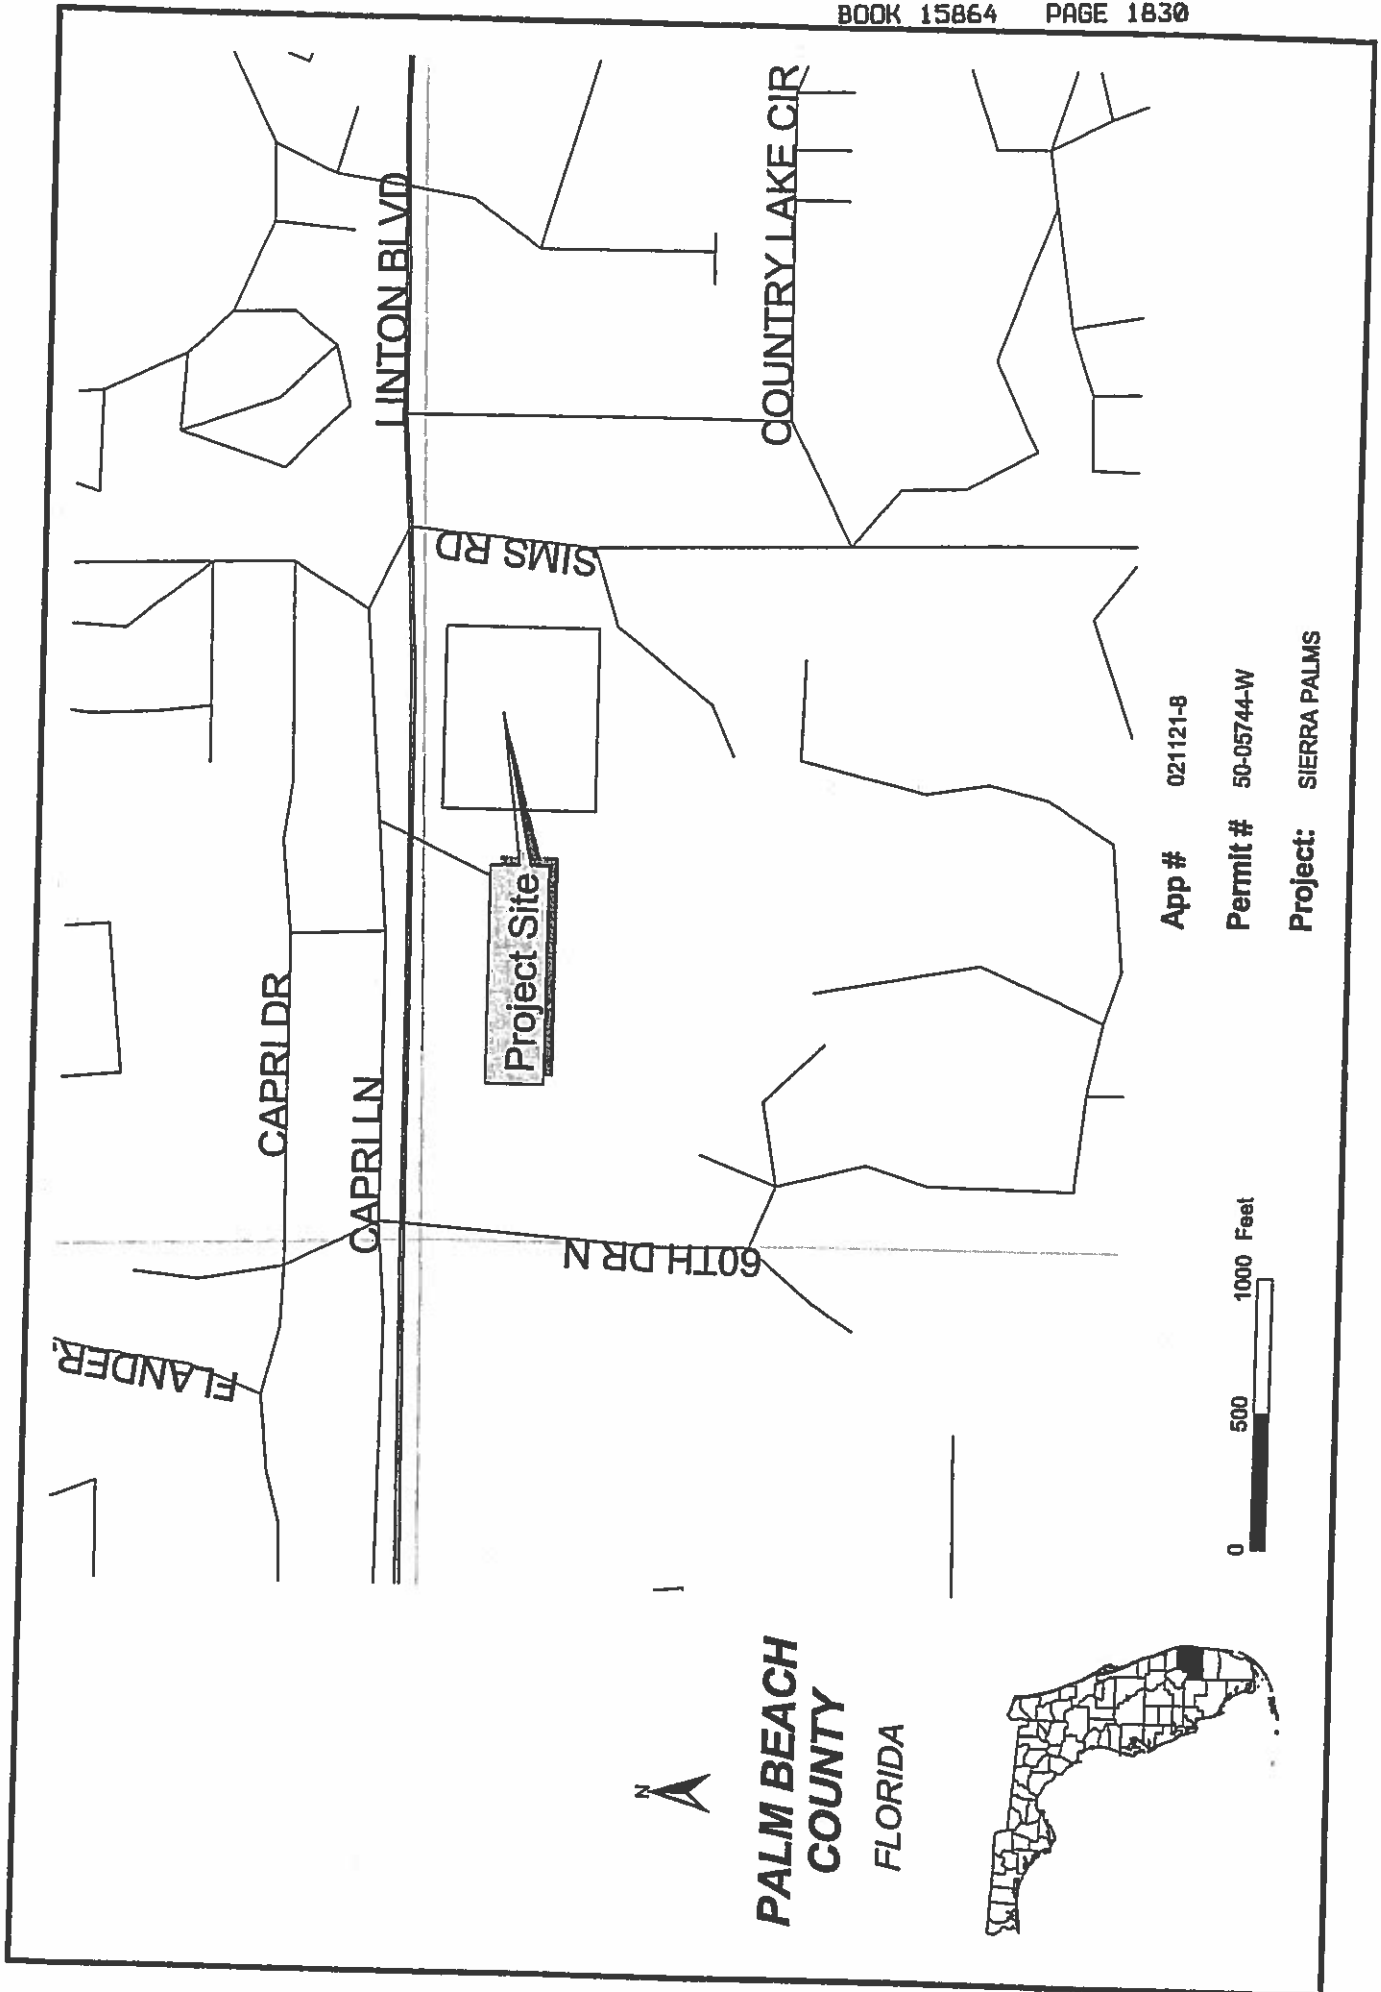 BOOK 15864 PAGE 1830
FLANDER
CAPRI DR
CAPRI LN
LINTON BLVD
60TH DR N
Project Site
SIMS RD
COUNTRY LAKE CIR
N
PALM BEACH
COUNTY
FLORIDA
0 500 1000 Feet
App # 021121-8
Permit # 50-05744-W
Project: SIERRA PALMS